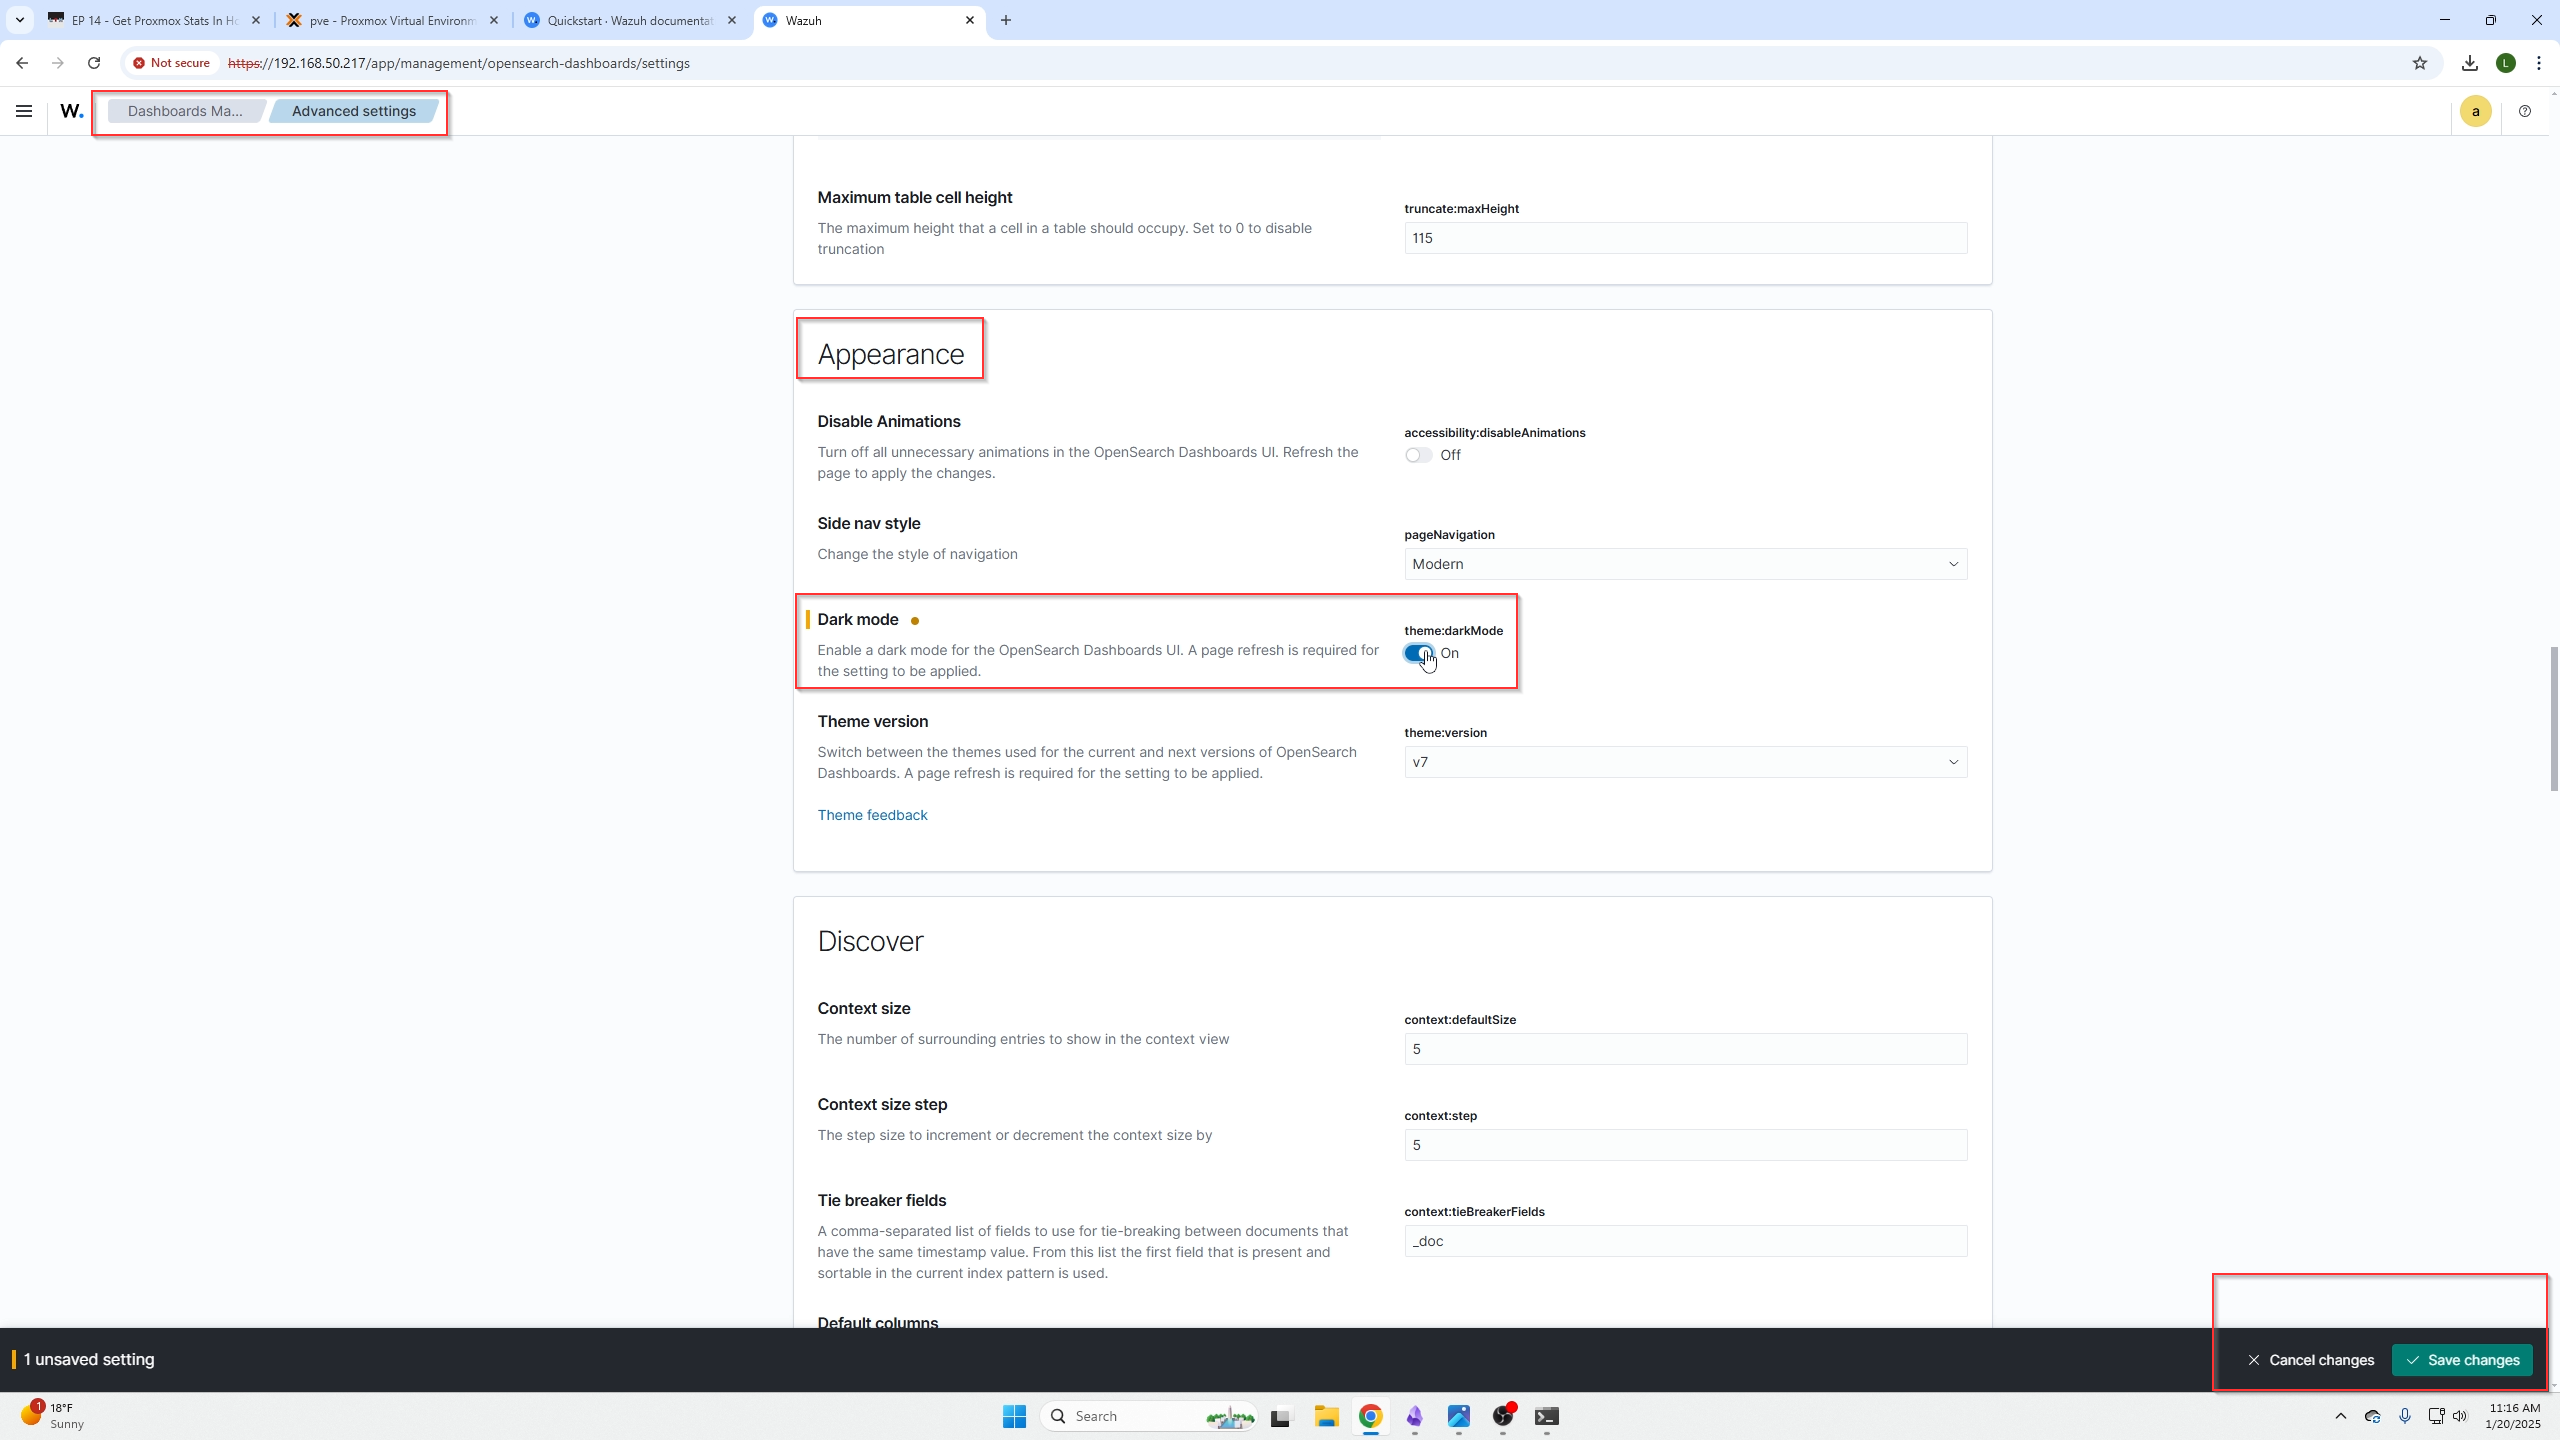 EP 14 - Get Proxmox Stats In Ho
pve - Proxmox Virtual Environm
Quickstart · Wazuh documentat
Wazuh
Not secure
https://192.168.50.217/app/management/opensearch-dashboards/settings
L
W.
Dashboards Ma...
Advanced settings
a
Maximum table cell height
The maximum height that a cell in a table should occupy. Set to 0 to disable
truncation
truncate:maxHeight
115
Appearance
Disable Animations
Turn off all unnecessary animations in the OpenSearch Dashboards UI. Refresh the
page to apply the changes.
accessibility:disableAnimations
Off
Side nav style
Change the style of navigation
pageNavigation
Modern
Dark mode
Enable a dark mode for the OpenSearch Dashboards UI. A page refresh is required for
the setting to be applied.
theme:darkMode
On
Theme version
Switch between the themes used for the current and next versions of OpenSearch
Dashboards. A page refresh is required for the setting to be applied.
Theme feedback
theme:version
v7
Discover
Context size
The number of surrounding entries to show in the context view
context:defaultSize
5
Context size step
The step size to increment or decrement the context size by
context:step
5
Tie breaker fields
A comma-separated list of fields to use for tie-breaking between documents that
have the same timestamp value. From this list the first field that is present and
sortable in the current index pattern is used.
context:tieBreakerFields
_doc
Default columns
1 unsaved setting
Cancel changes
Save changes
1
18°F
Sunny
Search
11:16 AM
1/20/2025